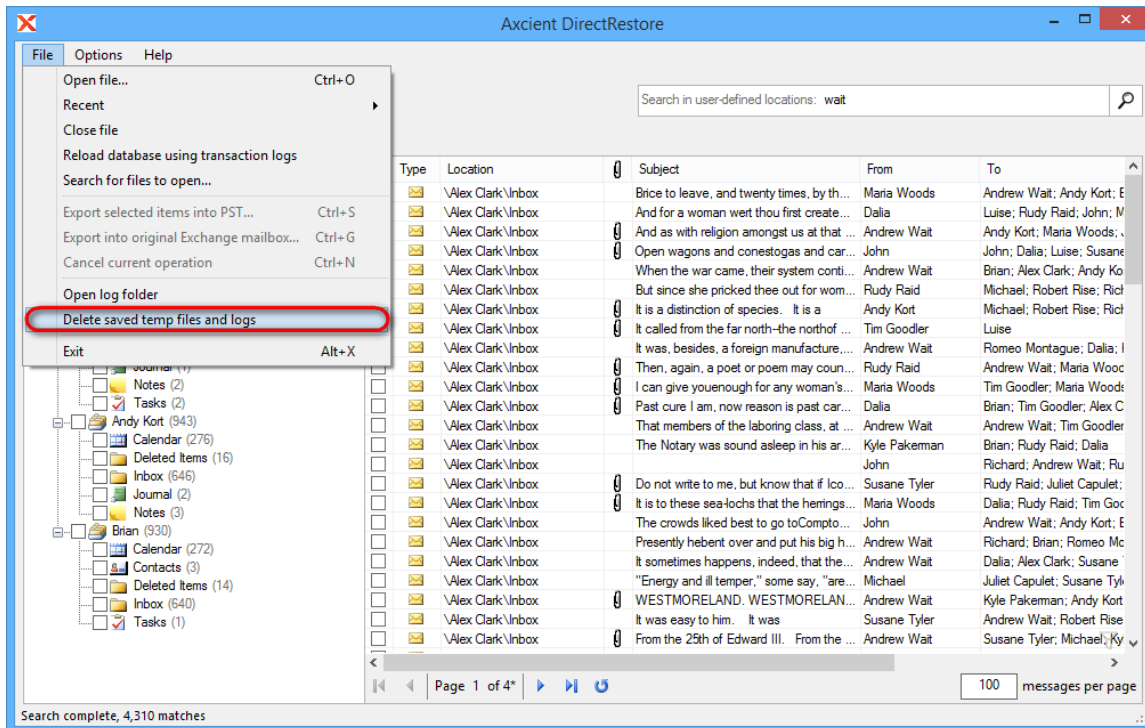 Axcient DirectRestore
File Options Help
Open file... Ctrl+O
Recent
Close file
Reload database using transaction logs
Search for files to open...
Export selected items into PST... Ctrl+S
Export into original Exchange mailbox... Ctrl+G
Cancel current operation Ctrl+N
Open log folder
Delete saved temp files and logs
Exit Alt+X
Journal (1)
Notes (2)
Tasks (2)
Andy Kort (943)
Calendar (276)
Deleted Items (16)
Inbox (646)
Journal (2)
Notes (3)
Brian (930)
Calendar (272)
Contacts (3)
Deleted Items (14)
Inbox (640)
Tasks (1)
Search in user-defined locations: wait
Type Location Subject From To
\Alex Clark\Inbox Brice to leave, and twenty times, by th... Maria Woods Andrew Wait; Andy Kort; E
\Alex Clark\Inbox And for a woman wert thou first create... Dalia Luise; Rudy Raid; John; M
\Alex Clark\Inbox And as with religion amongst us at that ... Andrew Wait Andy Kort; Maria Woods; .
\Alex Clark\Inbox Open wagons and conestogas and car... John John; Dalia; Luise; Susane
\Alex Clark\Inbox When the war came, their system conti... Andrew Wait Brian; Alex Clark; Andy Ko
\Alex Clark\Inbox But since she pricked thee out for wom... Rudy Raid Michael; Robert Rise; Rich
\Alex Clark\Inbox It is a distinction of species. It is a Andy Kort Michael; Robert Rise; Rich
\Alex Clark\Inbox It called from the far north-the northof ... Tim Goodler Luise
\Alex Clark\Inbox It was, besides, a foreign manufacture,... Andrew Wait Romeo Montague; Dalia; 
\Alex Clark\Inbox Then, again, a poet or poem may coun... Rudy Raid Andrew Wait; Maria Wood
\Alex Clark\Inbox I can give youenough for any woman's... Maria Woods Tim Goodler; Maria Woods
\Alex Clark\Inbox Past cure I am, now reason is past car... Dalia Brian; Tim Goodler; Alex C
\Alex Clark\Inbox That members of the laboring class, at ... Andrew Wait Andrew Wait; Tim Goodler
\Alex Clark\Inbox The Notary was sound asleep in his ar... Kyle Pakerman Brian; Rudy Raid; Dalia
\Alex Clark\Inbox John Richard; Andrew Wait; Ru
\Alex Clark\Inbox Do not write to me, but know that if Ico... Susane Tyler Rudy Raid; Juliet Capulet;
\Alex Clark\Inbox It is to these sea-lochs that the herrings... Maria Woods Dalia; Rudy Raid; Tim Goo
\Alex Clark\Inbox The crowds liked best to go toCompto... John Andrew Wait; Andy Kort; E
\Alex Clark\Inbox Presently hebent over and put his big h... Andrew Wait Richard; Brian; Romeo Mo
\Alex Clark\Inbox It sometimes happens, indeed, that the... Andrew Wait Dalia; Alex Clark; Susane
\Alex Clark\Inbox "Energy and ill temper," some say, "are... Michael Juliet Capulet; Susane Tyl
\Alex Clark\Inbox WESTMORELAND. WESTMORELAN... Andrew Wait Kyle Pakerman; Andy Kort
\Alex Clark\Inbox It was easy to him. It was Susane Tyler Andrew Wait; Robert Rise
\Alex Clark\Inbox From the 25th of Edward III. From the ... Andrew Wait Susane Tyler; Michael; Ky
Page 1 of 4* 100 messages per page
Search complete, 4,310 matches